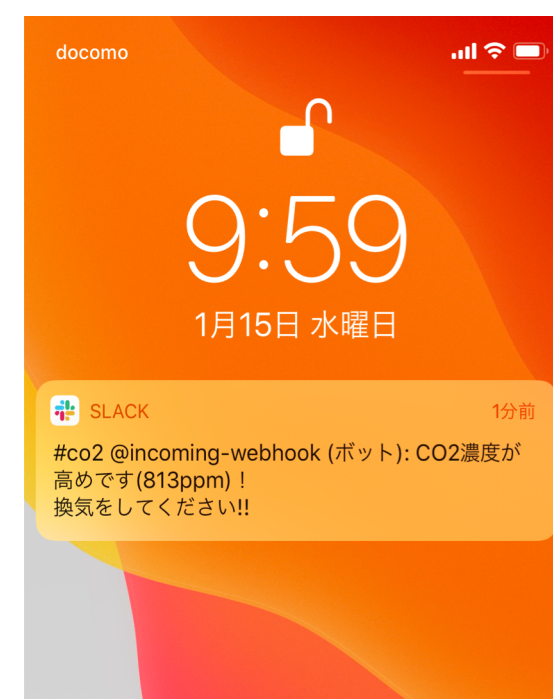 docomo
9:59
1月15日 水曜日
SLACK 1分前
#co2 @incoming-webhook (ボット): CO2濃度が
高めです(813ppm)！
換気をしてください!!